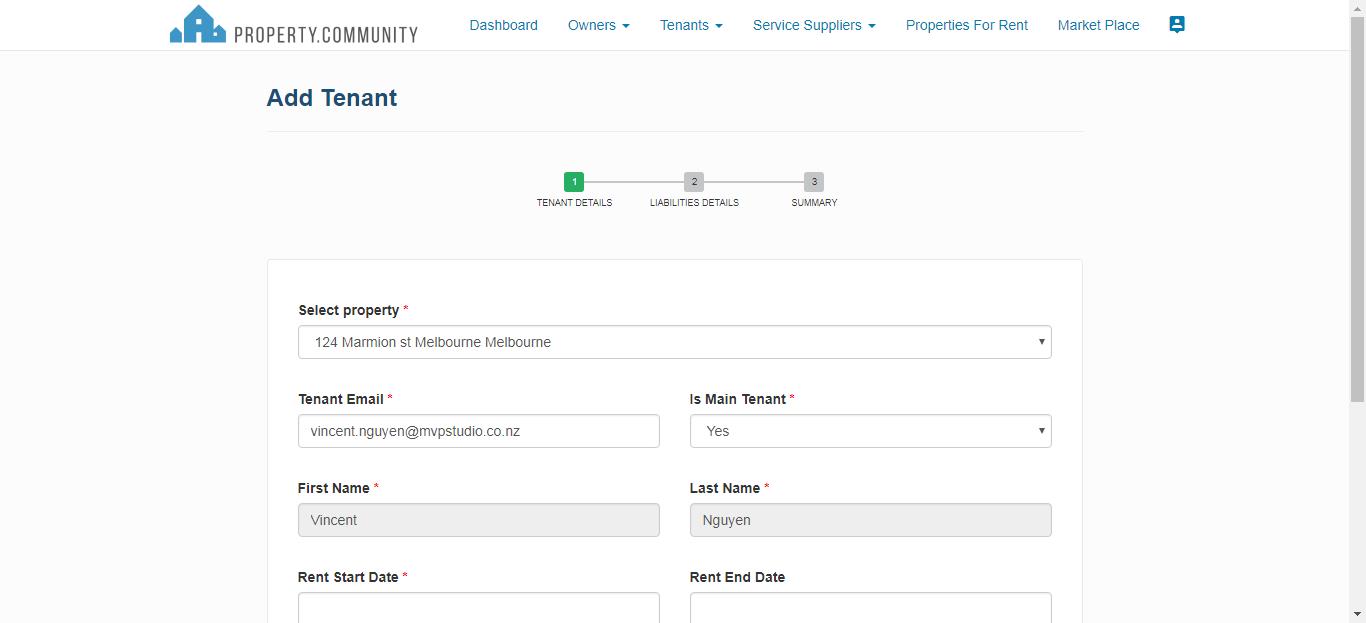 PROPERTY.COMMUNITY Dashboard Owners Tenants Service Suppliers Properties For Rent Market Place
Add Tenant
1 2 3
TENANT DETAILS LIABILITIES DETAILS SUMMARY
Select property *
124 Marmion st Melbourne Melbourne
Tenant Email * Is Main Tenant *
vincent.nguyen@mvpstudio.co.nz Yes
First Name * Last Name *
Vincent Nguyen
Rent Start Date * Rent End Date